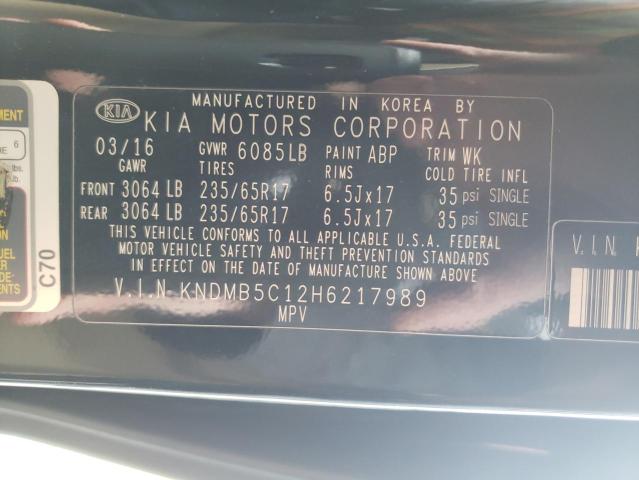 MANUFACTURED IN KOREA BY
KIA
KIA MOTORS CORPORATION
03/16 GVWR 6085LB PAINT ABP TRIM WK
GAWR TIRES RIMS COLD TIRE INFL
FRONT 3064 LB 235/65R17 6.5Jx17 35 psi SINGLE
REAR 3064 LB 235/65R17 6.5Jx17 35 psi SINGLE
THIS VEHICLE CONFORMS TO ALL APPLICABLE U.S.A. FEDERAL
MOTOR VEHICLE SAFETY AND THEFT PREVENTION STANDARDS
IN EFFECT ON THE DATE OF MANUFACTURE SHOWN ABOVE
V.I.N KNDMB5C12H6217989
MPV
V.I.N.
C70
MENT
6
lbs.